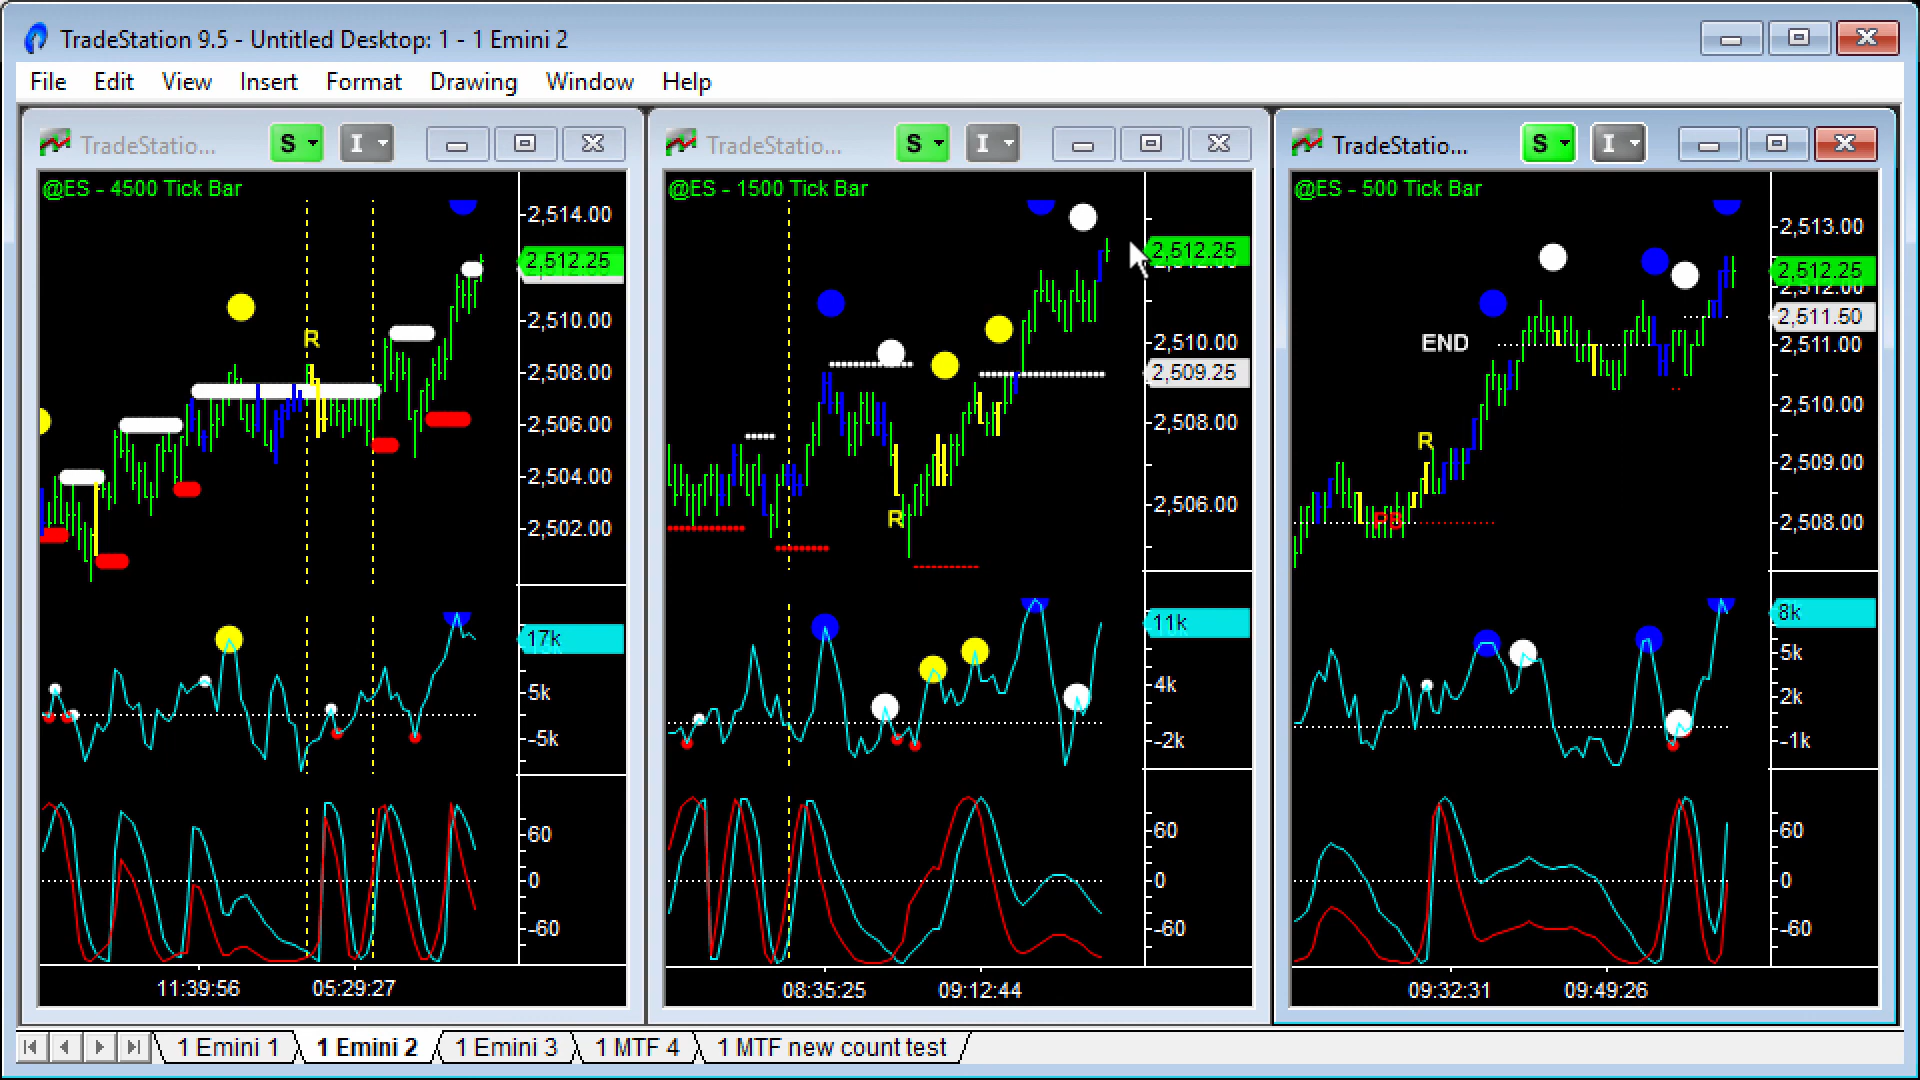 TradeStation 9.5 - Untitled Desktop: 1 - 1 Emini 2
File Edit View Insert Format Drawing Window Help
TradeStatio... S I
@ES - 4500 Tick Bar
2,514.00
2,512.25
2,510.00
R
2,508.00
2,506.00
2,504.00
2,502.00
17k
5k
-5k
60
0
-60
11:39:56 05:29:27
TradeStatio... S I
@ES - 1500 Tick Bar
2,512.25
2,510.00
2,509.25
2,508.00
R
2,506.00
11k
4k
-2k
60
0
-60
08:35:25 09:12:44
TradeStatio... S I
@ES - 500 Tick Bar
2,513.00
2,512.25
2,512.00
2,511.50
END
2,511.00
2,510.00
R
2,509.00
2,508.00
8k
5k
2k
-1k
60
0
-60
09:32:31 09:49:26
1 Emini 1 1 Emini 2 1 Emini 3 1 MTF 4 1 MTF new count test